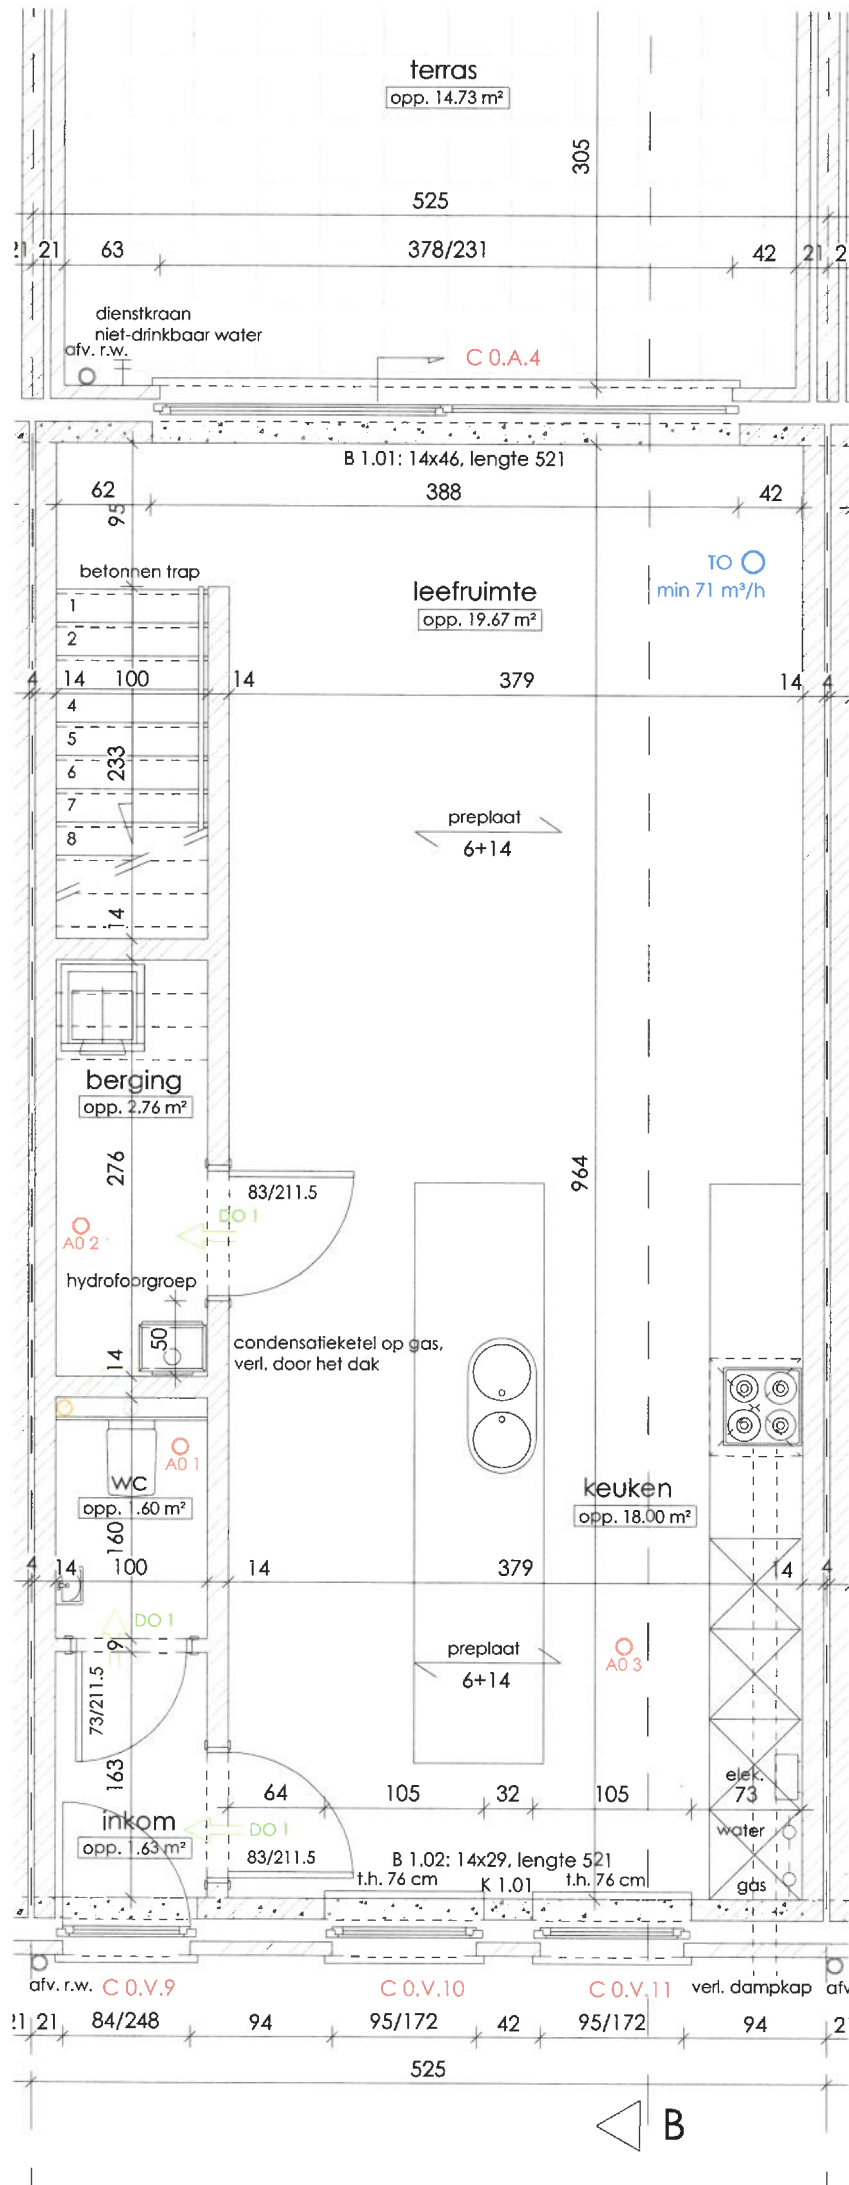 terras
opp. 14.73 m²
305
525
21 21 63 378/231 42 21 2
dienstkraan
niet-drinkbaar water
afv. r.w.
C 0.A.4
B 1.01: 14x46, lengte 521
62 388 42
95
TO
min 71 m³/h
betonnen trap
leefruimte
opp. 19.67 m²
1
2
4 14 100 14 379 14 4
4
5
233
6
7
8
preplaat
6+14
14
berging
opp. 2.76 m²
276
964
83/211.5
DO 1
A0 2
hydrofoorgroep
50
condensatieketel op gas,
verl. door het dak
14
A0 1
wc
opp. 1.60 m²
keuken
opp. 18.00 m²
160
4 14 100 14 379 14 4
DO 1
9
preplaat
6+14
A0 3
73/211.5
163
elek.
64 105 32 105 73
inkom
opp. 1.63 m²
DO 1
water
83/211.5
B 1.02: 14x29, lengte 521
t.h. 76 cm K 1.01 t.h. 76 cm
gas
afv. r.w. C 0.V.9 C 0.V.10 C 0.V.11 verl. dampkap afv
21 21 84/248 94 95/172 42 95/172 94 2
525
B